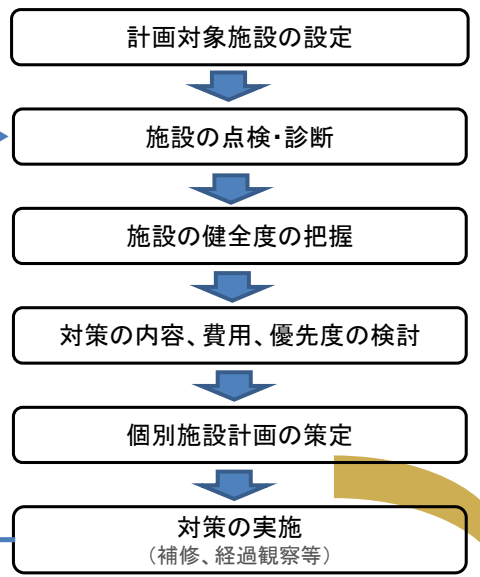 計画対象施設の設定
施設の点検・診断
施設の健全度の把握
対策の内容、費用、優先度の検討
個別施設計画の策定
対策の実施
（補修、経過観察等）